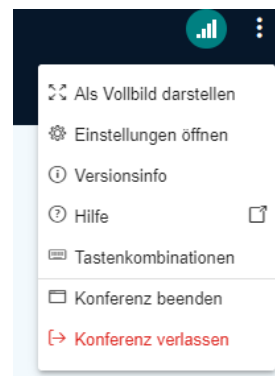 Als Vollbild darstellen
Einstellungen öffnen
Versionsinfo
Hilfe
Tastenkombinationen
Konferenz beenden
Konferenz verlassen